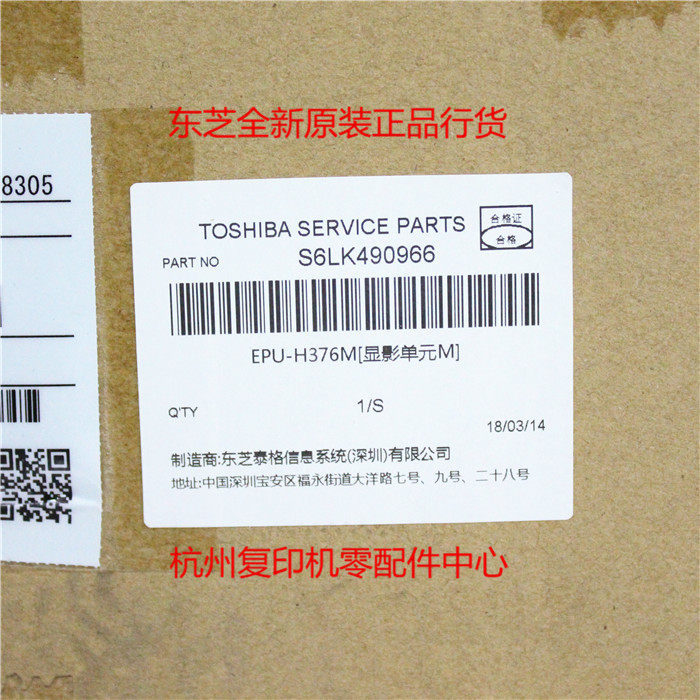 东芝全新原装正品行货
8305
TOSHIBA SERVICE PARTS
合格证
合格
PART NO
S6LK490966
EPU-H376M[显影单元M]
Q'TY
1/S
18/03/14
制造商:东芝泰格信息系统(深圳)有限公司
地址:中国深圳宝安区福永街道大洋路七号、九号、二十八号
杭州复印机零配件中心